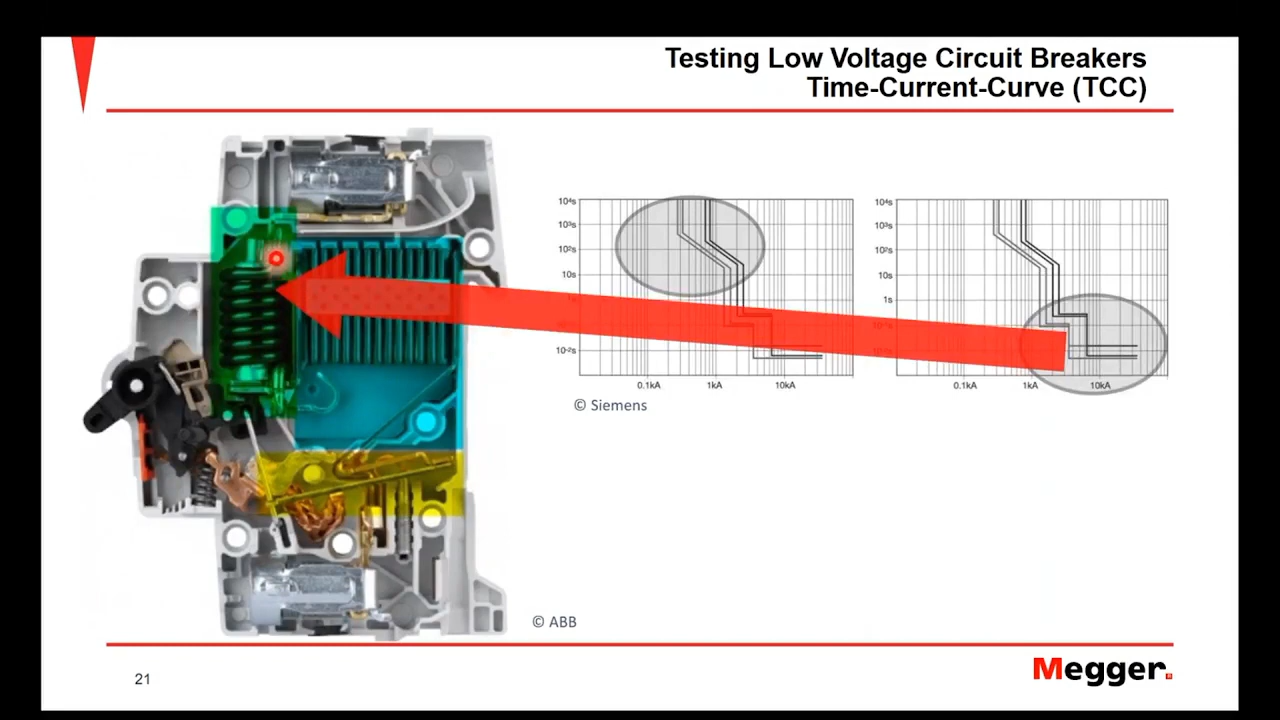 Testing Low Voltage Circuit Breakers
Time-Current-Curve (TCC)
10⁴s
10³s
10²s
10s
10⁻²s
0.1kA
1kA
10kA
10⁴s
10³s
10²s
10s
1s
0.1kA
1kA
10kA
© Siemens
© ABB
21
Megger.